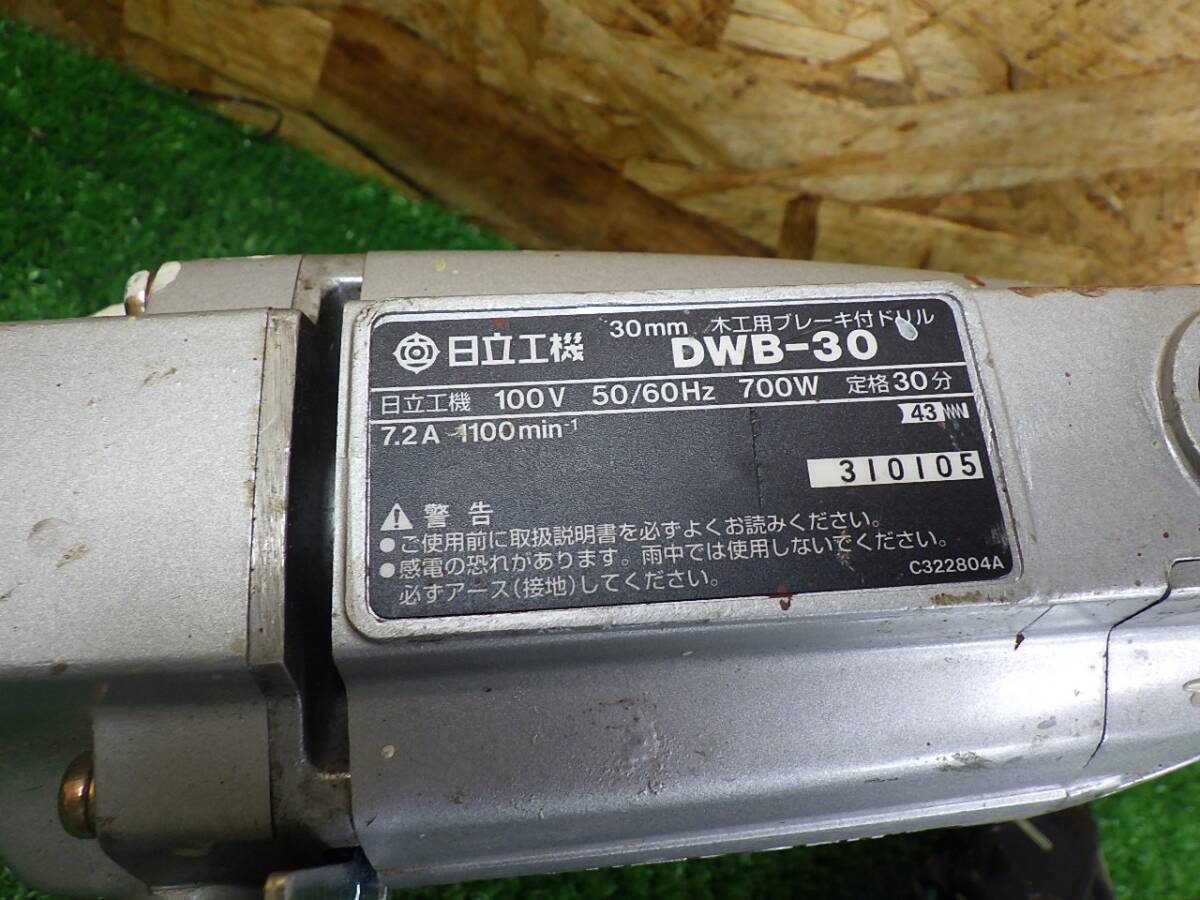 30mm 木工用ブレーキ付ドリル
日立工機 DWB-30
日立工機 100V 50/60Hz 700W 定格30分
7.2A 1100min⁻¹
43
310105
警告
●ご使用前に取扱説明書を必ずよくお読みください。
●感電の恐れがあります。雨中では使用しないでください。
必ずアース(接地)してください。
C322804A